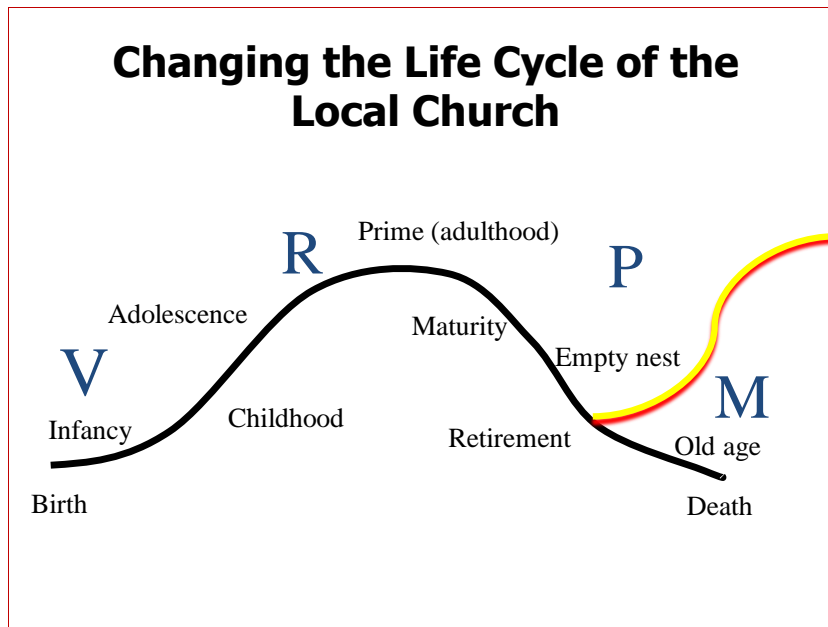 Changing the Life Cycle of the
Local Church
R
Prime (adulthood)
P
Adolescence
Maturity
V
Empty nest
M
Infancy
Childhood
Retirement
Old age
Birth
Death